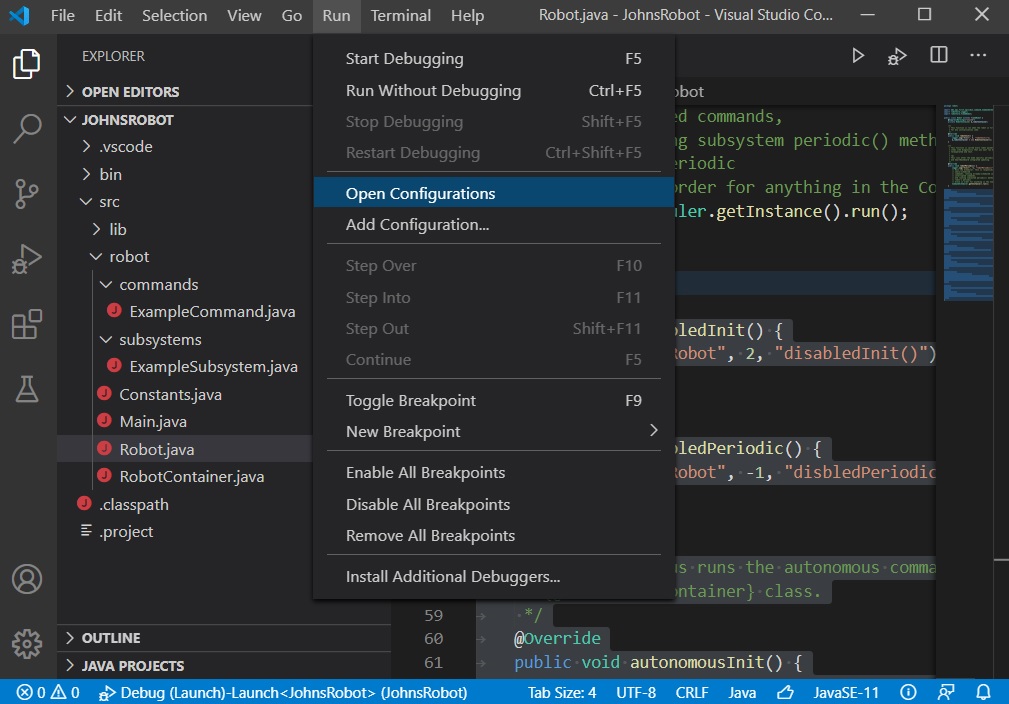 File Edit Selection View Go Run Terminal Help Robot.java - JohnsRobot - Visual Studio Co...
EXPLORER
OPEN EDITORS
JOHNSROBOT
.vscode
bin
src
lib
robot
commands
ExampleCommand.java
subsystems
ExampleSubsystem.java
Constants.java
Main.java
Robot.java
RobotContainer.java
.classpath
.project
OUTLINE
JAVA PROJECTS
Start Debugging F5
Run Without Debugging Ctrl+F5
Stop Debugging Shift+F5
Restart Debugging Ctrl+Shift+F5
Open Configurations
Add Configuration...
Step Over F10
Step Into F11
Step Out Shift+F11
Continue F5
Toggle Breakpoint F9
New Breakpoint
Enable All Breakpoints
Disable All Breakpoints
Remove All Breakpoints
Install Additional Debuggers...
obot
ed commands,
ng subsystem periodic() meth
eriodic
order for anything in the Co
uler.getInstance().run();
bledInit() {
Robot", 2, "disabledInit()")
bledPeriodic() {
Robot", -1, "disbledPeriodic
us runs the autonomous comma
ontainer} class.
59 */
60 @Override
61 public void autonomousInit() {
0 0 Debug (Launch)-Launch<JohnsRobot> (JohnsRobot) Tab Size: 4 UTF-8 CRLF Java JavaSE-11